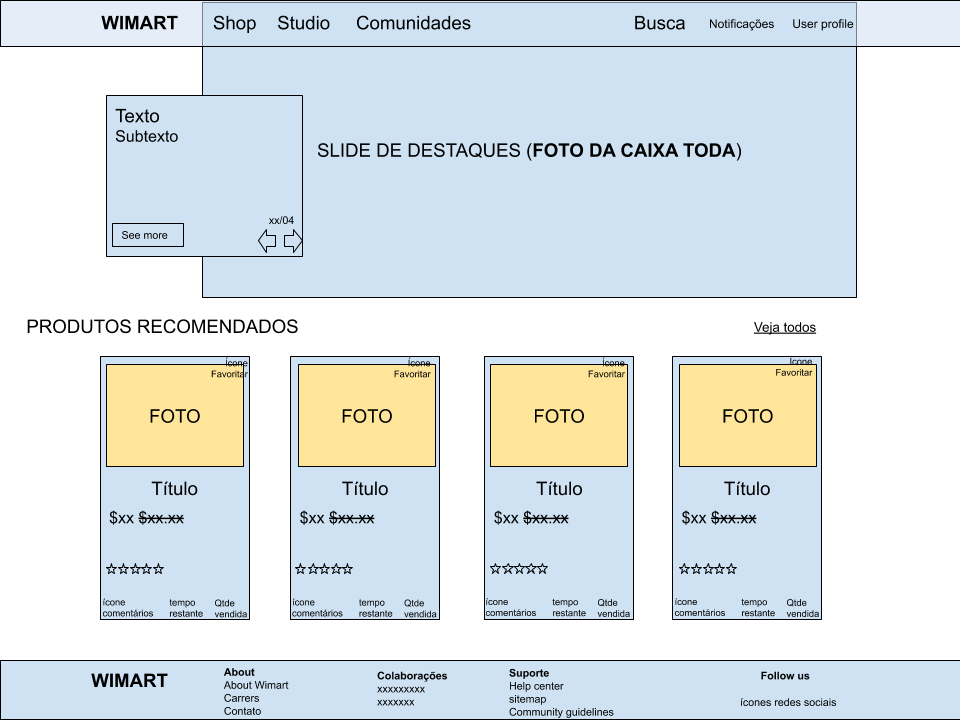 WIMART Shop Studio Comunidades Busca Notificações User profile
Texto
Subtexto
SLIDE DE DESTAQUES (FOTO DA CAIXA TODA)
xx/04
See more
PRODUTOS RECOMENDADOS Veja todos
ícone
Favoritar
FOTO
Título
$xx $xx.xx
ícone
comentários
tempo
restante
Qtde
vendida
ícone
Favoritar
FOTO
Título
$xx $xx.xx
ícone
comentários
tempo
restante
Qtde
vendida
ícone
Favoritar
FOTO
Título
$xx $xx.xx
ícone
comentários
tempo
restante
Qtde
vendida
ícone
Favoritar
FOTO
Título
$xx $xx.xx
ícone
comentários
tempo
restante
Qtde
vendida
WIMART
About
About Wimart
Carrers
Contato
Colaborações
xxxxxxxxx
xxxxxxx
Suporte
Help center
sitemap
Community guidelines
Follow us
ícones redes sociais